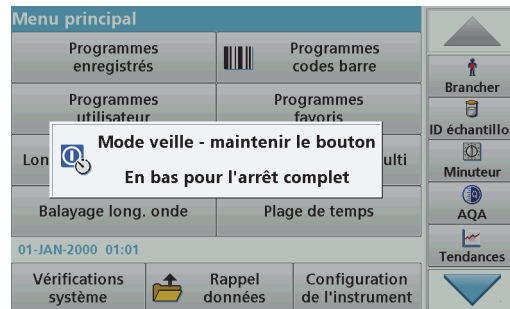 Menu principal
Programmes
enregistrés
Programmes
codes barre
Programmes
utilisateur
Programmes
favoris
Mode veille - maintenir le bouton
En bas pour l'arrêt complet
Lon
ulti
Balayage long. onde
Plage de temps
01-JAN-2000 01:01
Vérifications
système
Rappel
données
Configuration
de l'instrument
Brancher
ID échantillo
Minuteur
AQA
Tendances